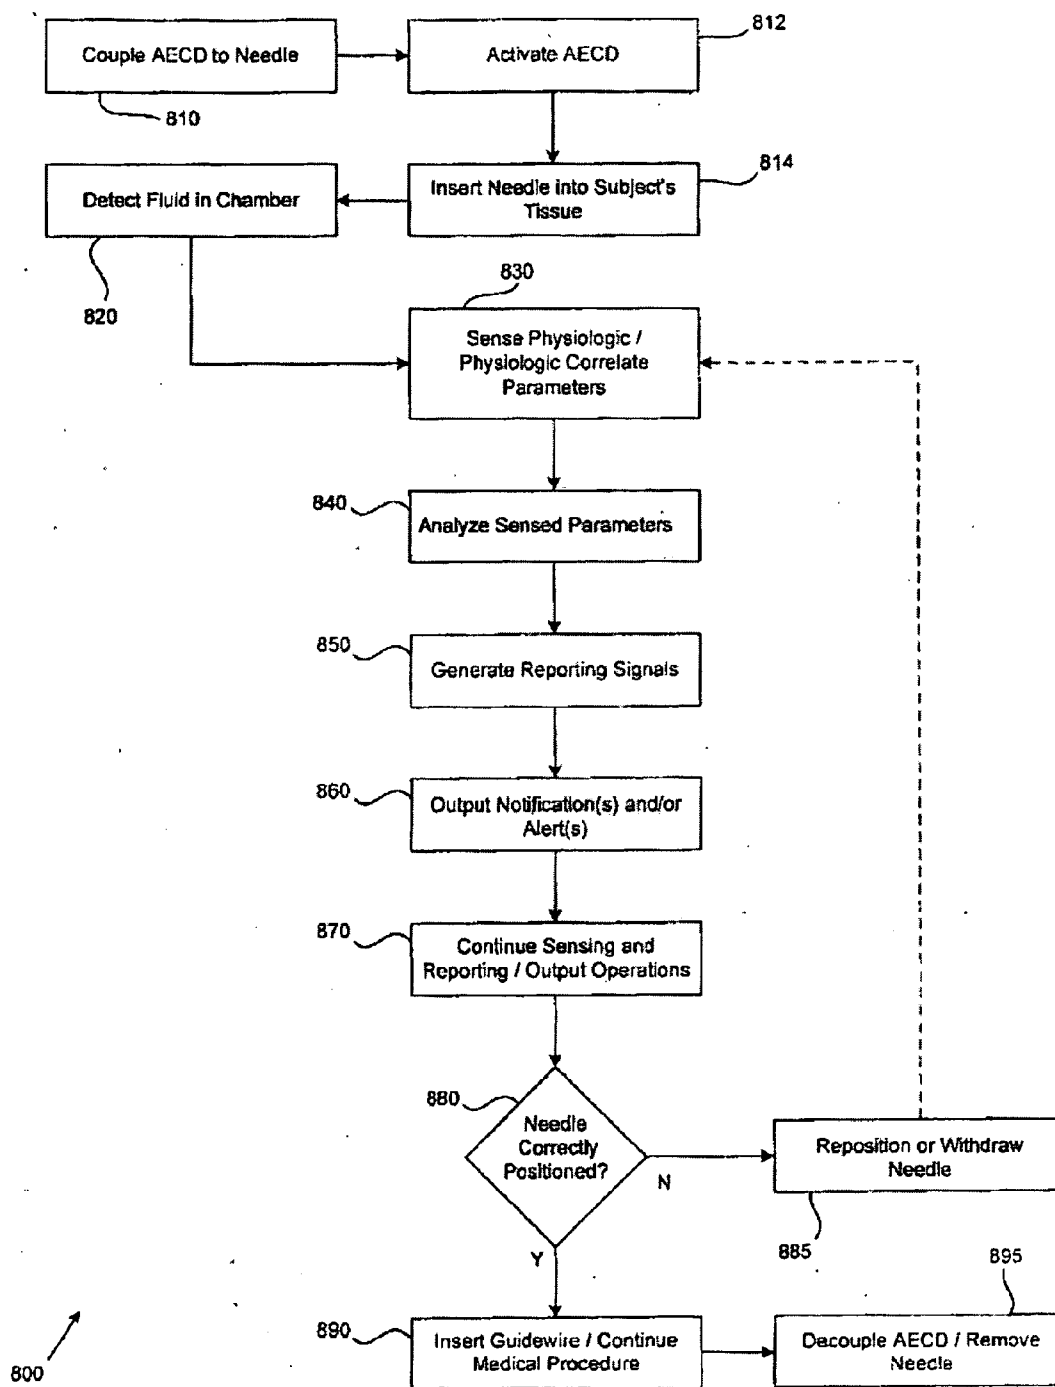 Couple AECD to Needle
810
Activate AECD
812
Insert Needle into Subject's
Tissue
814
Detect Fluid in Chamber
820
830
Sense Physiologic /
Physiologic Correlate
Parameters
840
Analyze Sensed Parameters
850
Generate Reporting Signals
860
Output Notification(s) and/or
Alert(s)
870
Continue Sensing and
Reporting / Output Operations
880
Needle
Correctly
Positioned?
N
Reposition or Withdraw
Needle
885
Y
890
Insert Guidewire / Continue
Medical Procedure
895
Decouple AECD / Remove
Needle
800